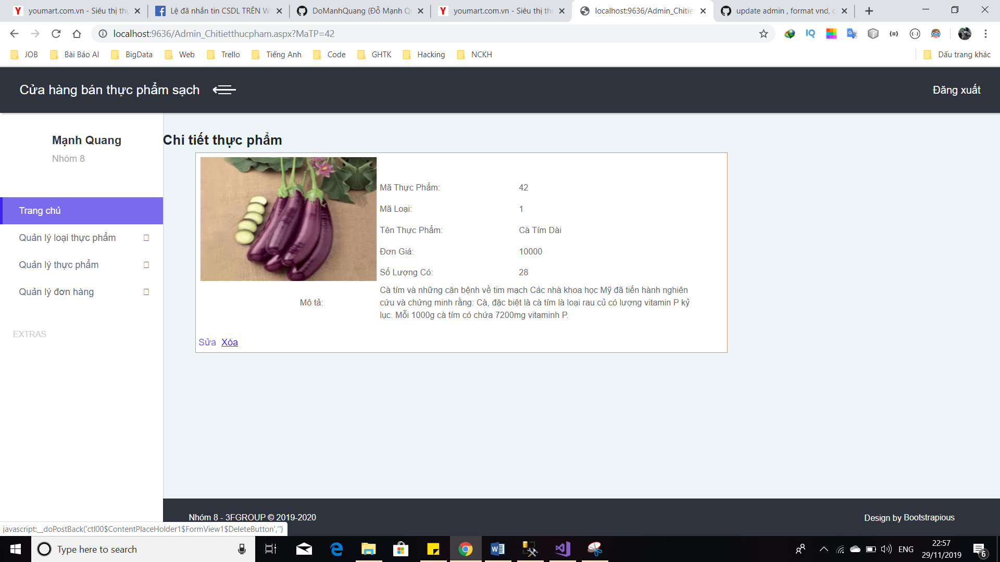 youmart.com.vn - Siêu thị thự
Lệ đã nhắn tin CSDL TRÊN W
DoManhQuang (Đỗ Mạnh Q
youmart.com.vn - Siêu thị thự
localhost:9636/Admin_Chitiet
update admin , format vnd, c
localhost:9636/Admin_Chitietthucpham.aspx?MaTP=42
JOB
Bài Báo AI
BigData
Web
Trello
Tiếng Anh
Code
GHTK
Hacking
NCKH
Dấu trang khác
Cửa hàng bán thực phẩm sạch
Đăng xuất
Mạnh Quang
Nhóm 8
Trang chủ
Quản lý loại thực phẩm
Quản lý thực phẩm
Quản lý đơn hàng
EXTRAS
Chi tiết thực phẩm
Mã Thực Phẩm: 42
Mã Loại: 1
Tên Thực Phẩm: Cà Tím Dài
Đơn Giá: 10000
Số Lượng Có: 28
Mô tả:
Cà tím và những căn bệnh về tim mạch Các nhà khoa học Mỹ đã tiến hành nghiên
cứu và chứng minh rằng: Cà, đặc biệt là cà tím là loại rau củ có lượng vitamin P kỷ
lục. Mỗi 1000g cà tím có chứa 7200mg vitaminh P.
Sửa Xóa
Nhóm 8 - 3FGROUP © 2019-2020
Design by Bootstrapious
javascript:__doPostBack('ctl00$ContentPlaceHolder1$FormView1$DeleteButton','')
Type here to search
ENG
22:57
29/11/2019
6